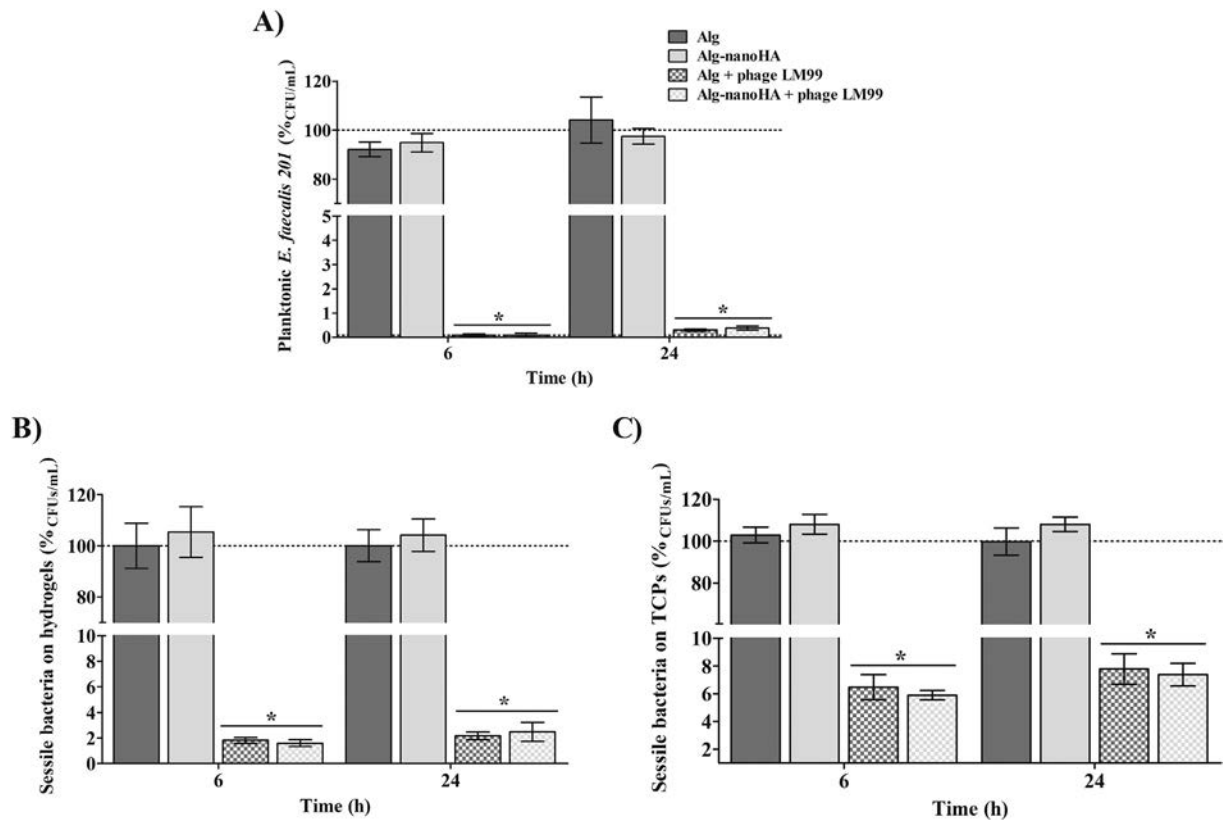 A)
Alg
Alg-nanoHA
Alg + phage LM99
Alg-nanoHA + phage LM99
Planktonic E. faecalis 201 (%CFU/mL)
120
100
80
5
4
3
2
1
0
*
*
6
24
Time (h)
B)
Sessile bacteria on hydrogels (%CFUs/mL)
120
100
80
10
8
6
4
2
0
*
*
6
24
Time (h)
C)
Sessile bacteria on TCPs (%CFUs/mL)
120
100
80
10
8
6
4
2
*
*
6
24
Time (h)